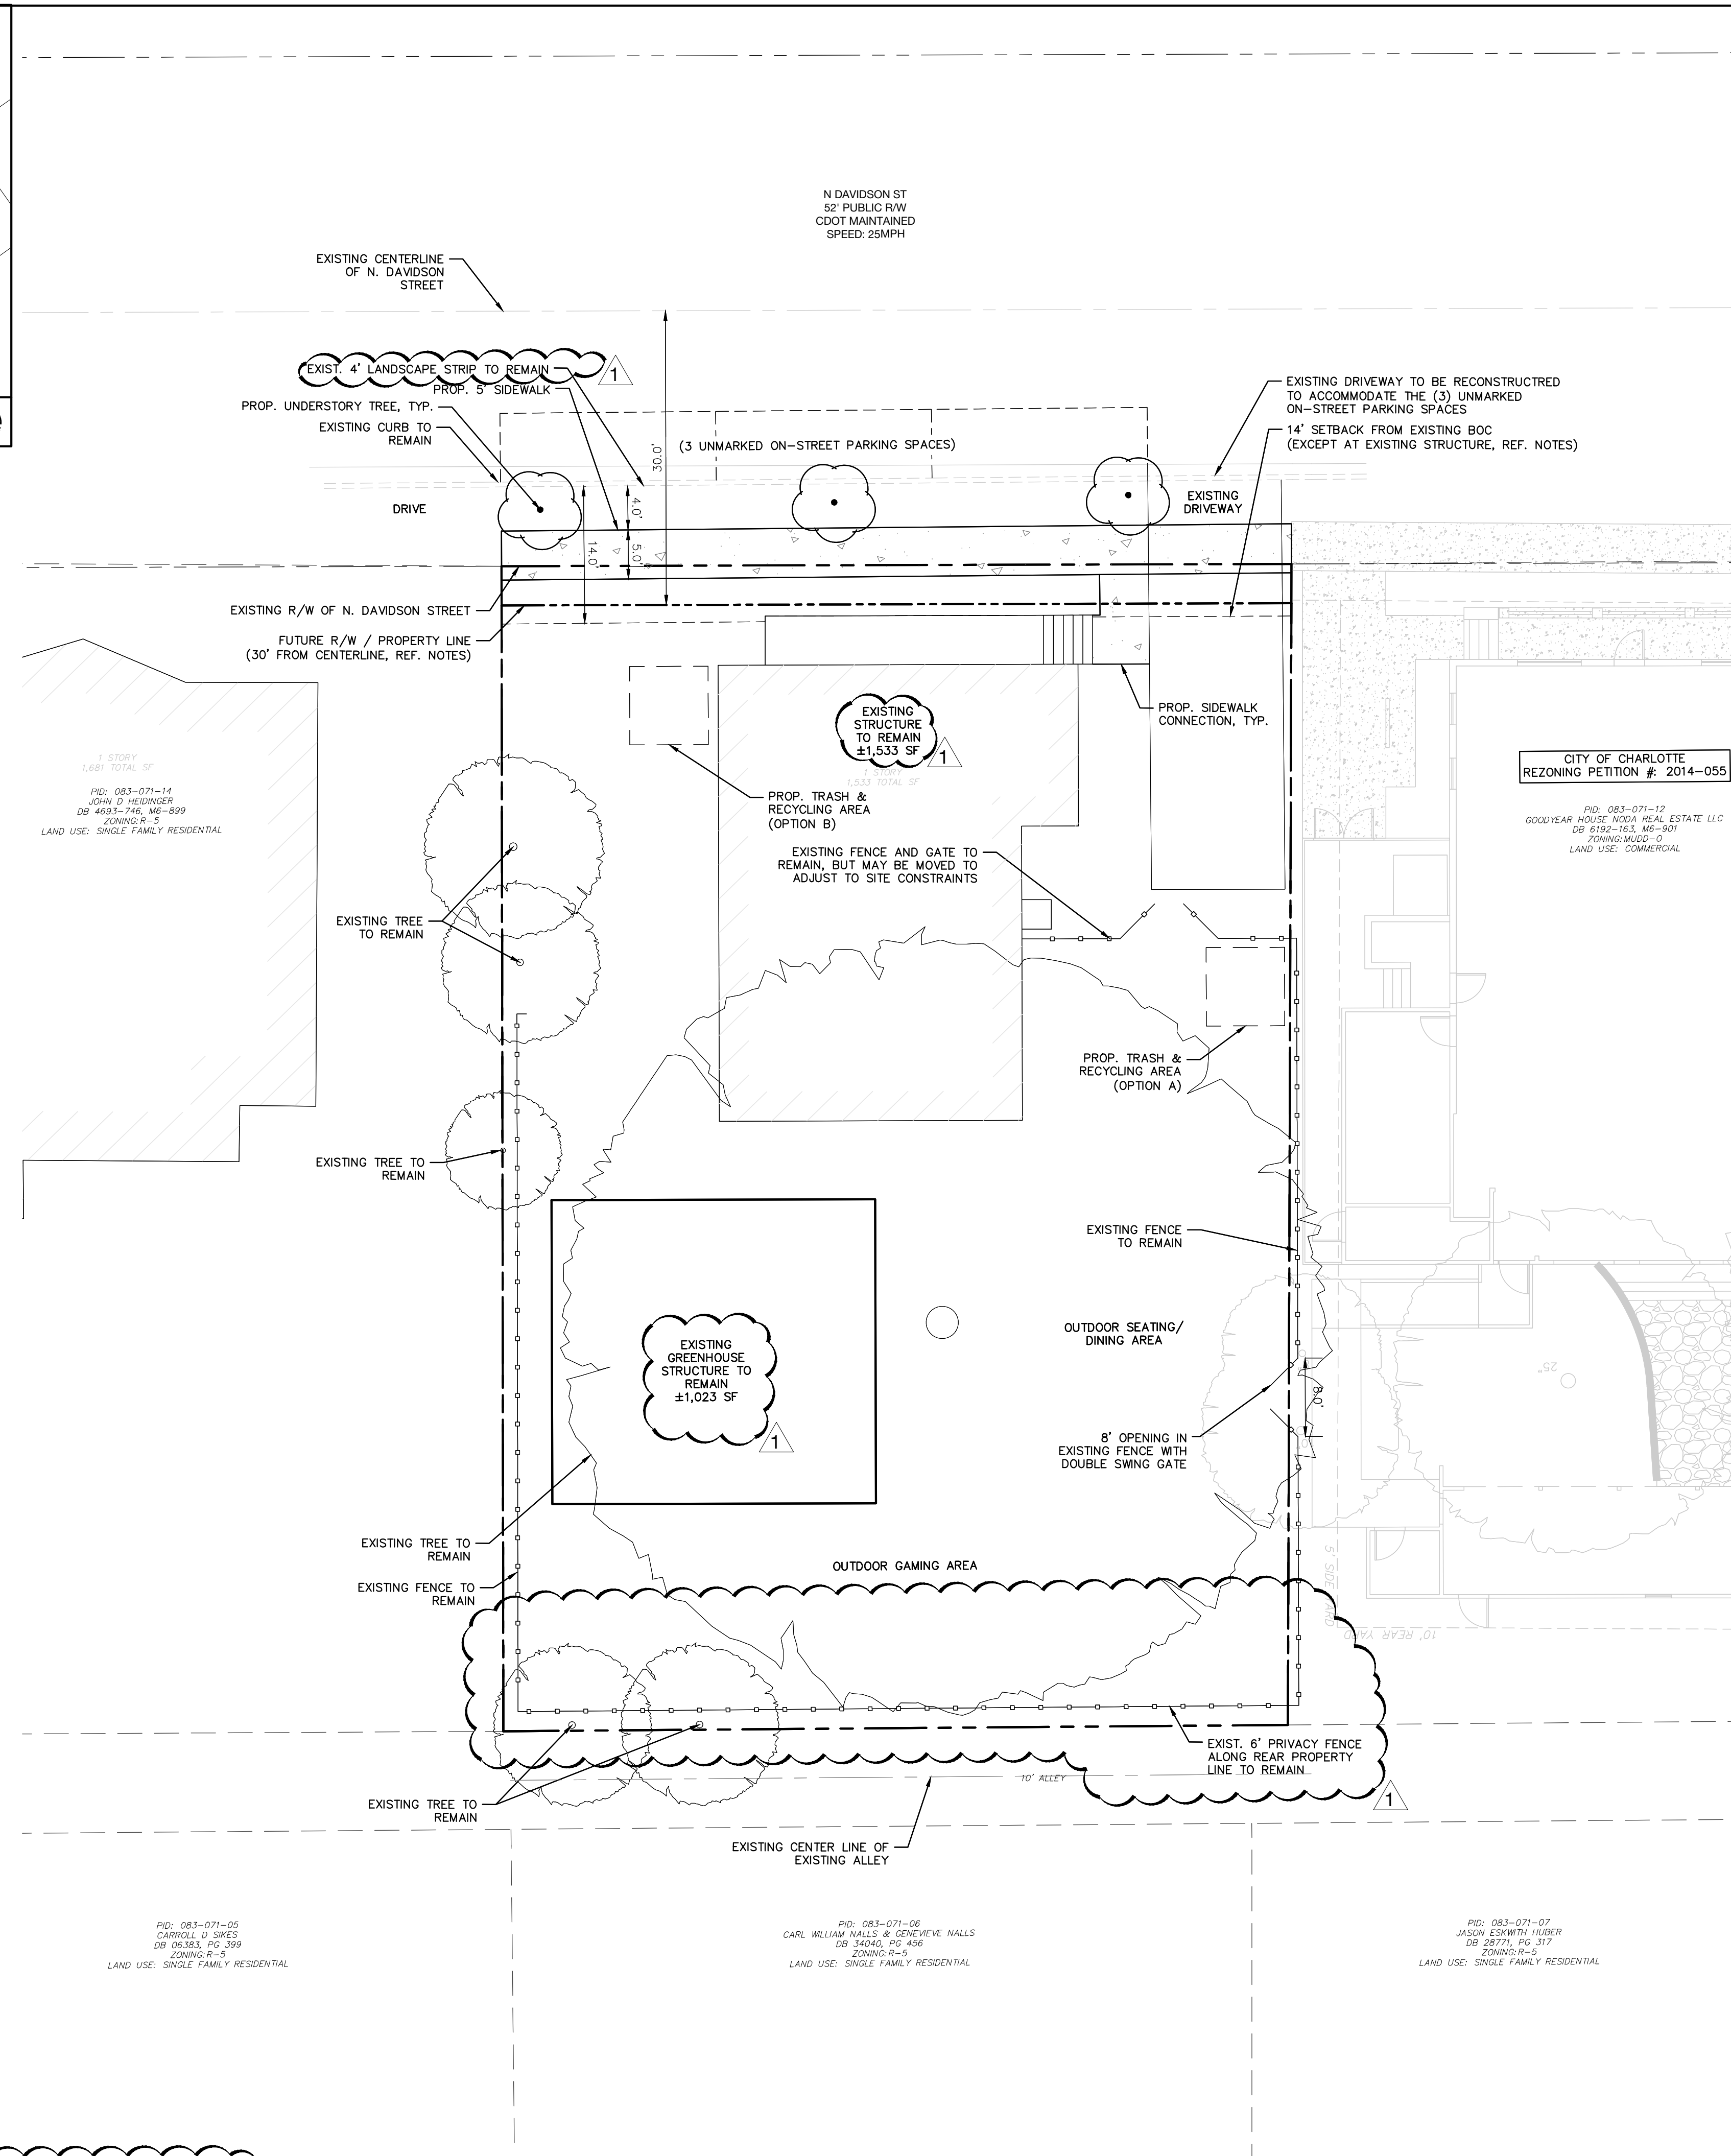 N DAVIDSON ST
52' PUBLIC R/W
CDOT MAINTAINED
SPEED: 25MPH
EXISTING CENTERLINE
OF N. DAVIDSON
STREET
EXIST. 4' LANDSCAPE STRIP TO REMAIN
1
PROP. 5' SIDEWALK
PROP. UNDERSTORY TREE, TYP.
EXISTING CURB TO
REMAIN
30.0'
(3 UNMARKED ON-STREET PARKING SPACES)
EXISTING DRIVEWAY TO BE RECONSTRUCTRED
TO ACCOMMODATE THE (3) UNMARKED
ON-STREET PARKING SPACES
14' SETBACK FROM EXISTING BOC
(EXCEPT AT EXISTING STRUCTURE, REF. NOTES)
DRIVE
4.0'
5.0'
14.0'
EXISTING
DRIVEWAY
EXISTING R/W OF N. DAVIDSON STREET
FUTURE R/W / PROPERTY LINE
(30' FROM CENTERLINE, REF. NOTES)
EXISTING
STRUCTURE
TO REMAIN
±1,533 SF
1
1 STORY
1,533 TOTAL SF
PROP. SIDEWALK
CONNECTION, TYP.
1 STORY
1,681 TOTAL SF
PID: 083-071-14
JOHN D HEIDINGER
DB 4693-746, M6-899
ZONING: R-5
LAND USE: SINGLE FAMILY RESIDENTIAL
CITY OF CHARLOTTE
REZONING PETITION #: 2014-055
PID: 083-071-12
GOODYEAR HOUSE NODA REAL ESTATE LLC
DB 6192-163, M6-901
ZONING: MUDD-O
LAND USE: COMMERCIAL
PROP. TRASH &
RECYCLING AREA
(OPTION B)
EXISTING FENCE AND GATE TO
REMAIN, BUT MAY BE MOVED TO
ADJUST TO SITE CONSTRAINTS
EXISTING TREE
TO REMAIN
PROP. TRASH &
RECYCLING AREA
(OPTION A)
EXISTING TREE TO
REMAIN
EXISTING FENCE
TO REMAIN
OUTDOOR SEATING/
DINING AREA
EXISTING
GREENHOUSE
STRUCTURE TO
REMAIN
±1,023 SF
1
8.0'
25"
8' OPENING IN
EXISTING FENCE WITH
DOUBLE SWING GATE
EXISTING TREE TO
REMAIN
EXISTING FENCE TO
REMAIN
OUTDOOR GAMING AREA
5' SIDE YARD
10' REAR YARD
EXIST. 6' PRIVACY FENCE
ALONG REAR PROPERTY
LINE TO REMAIN
1
10' ALLEY
EXISTING TREE TO
REMAIN
EXISTING CENTER LINE OF
EXISTING ALLEY
PID: 083-071-05
CARROLL D SIKES
DB 06383, PG 399
ZONING: R-5
LAND USE: SINGLE FAMILY RESIDENTIAL
PID: 083-071-06
CARL WILLIAM NALLS & GENEVIEVE NALLS
DB 34040, PG 456
ZONING: R-5
LAND USE: SINGLE FAMILY RESIDENTIAL
PID: 083-071-07
JASON ESKWITH HUBER
DB 28771, PG 317
ZONING: R-5
LAND USE: SINGLE FAMILY RESIDENTIAL